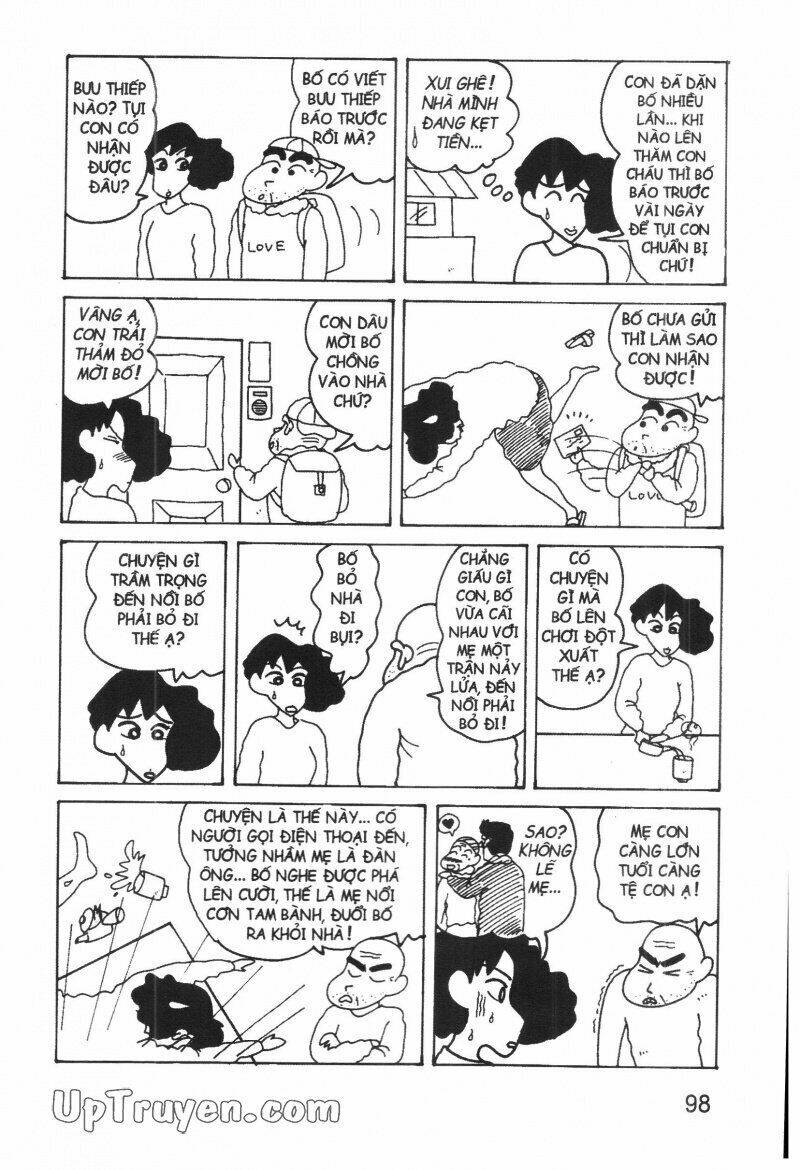 CON ĐÃ DẶN
BỐ NHIỀU
LẦN... KHI
NÀO LÊN
THĂM CON
CHÁU THÌ BỐ
BÁO TRƯỚC
VÀI NGÀY
ĐỂ TỤI CON
CHUẨN BỊ
CHỨ!
XUI GHÊ!
NHÀ MÌNH
ĐANG KẸT
TIỀN...
BỐ CÓ VIẾT
BƯU THIẾP
BÁO TRƯỚC
RỒI MÀ?
BƯU THIẾP
NÀO? TỤI
CON CÓ
NHẬN
ĐƯỢC
ĐÂU?
LOVE
BỐ CHƯA GỬI
THÌ LÀM SAO
CON NHẬN
ĐƯỢC!
LOVE
CON DÂU
MỜI BỐ
CHỒNG
VÀO NHÀ
CHỨ?
VÂNG Ạ,
CON TRẢI
THẢM ĐỎ
MỜI BỐ!
CÓ
CHUYỆN
GÌ MÀ
BỐ LÊN
CHƠI ĐỘT
XUẤT
THẾ Ạ?
CHẲNG
GIẤU GÌ
CON, BỐ
VỪA CÃI
NHAU VỚI
MẸ MỘT
TRẬN NẢY
LỬA, ĐẾN
NỖI PHẢI
BỎ ĐI!
BỐ
BỎ
NHÀ
ĐI
BỤI?
CHUYỆN GÌ
TRẦM TRỌNG
ĐẾN NỖI BỐ
PHẢI BỎ ĐI
THẾ Ạ?
MẸ CON
CÀNG LỚN
TUỔI CÀNG
TỆ CON Ạ!
SAO?
KHÔNG
LẼ
MẸ...
CHUYỆN LÀ THẾ NÀY... CÓ
NGƯỜI GỌI ĐIỆN THOẠI ĐẾN,
TƯỞNG NHẦM MẸ LÀ ĐÀN
ÔNG... BỐ NGHE ĐƯỢC PHÁ
LÊN CƯỜI, THẾ LÀ MẸ NỔI
CƠN TAM BÀNH, ĐUỔI BỐ
RA KHỎI NHÀ!
UpTruyen.com
98